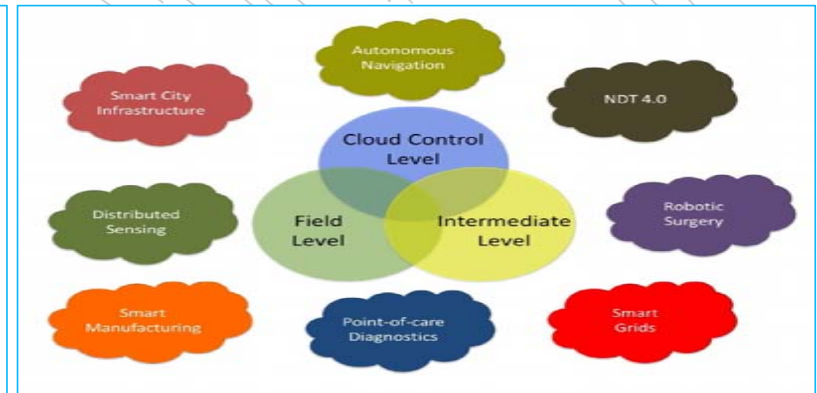 Autonomous
Navigation
Smart City
Infrastructure
NDT 4.0
Cloud Control
Level
Distributed
Sensing
Field
Level
Intermediate
Level
Robotic
Surgery
Smart
Manufacturing
Point-of-care
Diagnostics
Smart
Grids